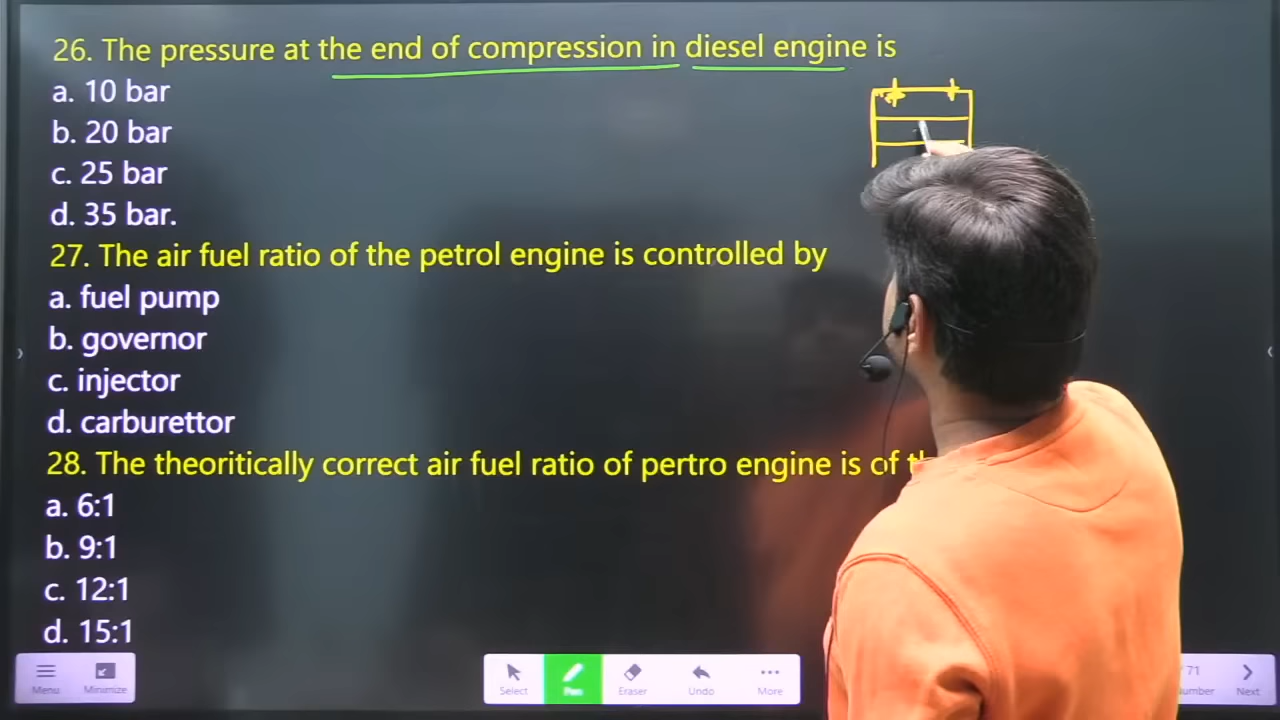 26. The pressure at the end of compression in diesel engine is
a. 10 bar
b. 20 bar
c. 25 bar
d. 35 bar.
27. The air fuel ratio of the petrol engine is controlled by
a. fuel pump
b. governor
c. injector
d. carburettor
28. The theoritically correct air fuel ratio of pertro engine is of
a. 6:1
b. 9:1
c. 12:1
d. 15:1
Menu Minimize Select Pen Eraser Undo More 71 Next